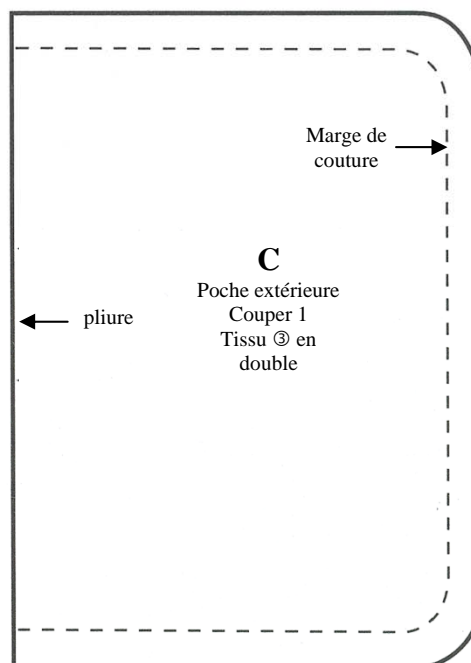 Marge de
couture
C
Poche extérieure
Couper 1
pliure
Tissu ③ en
double